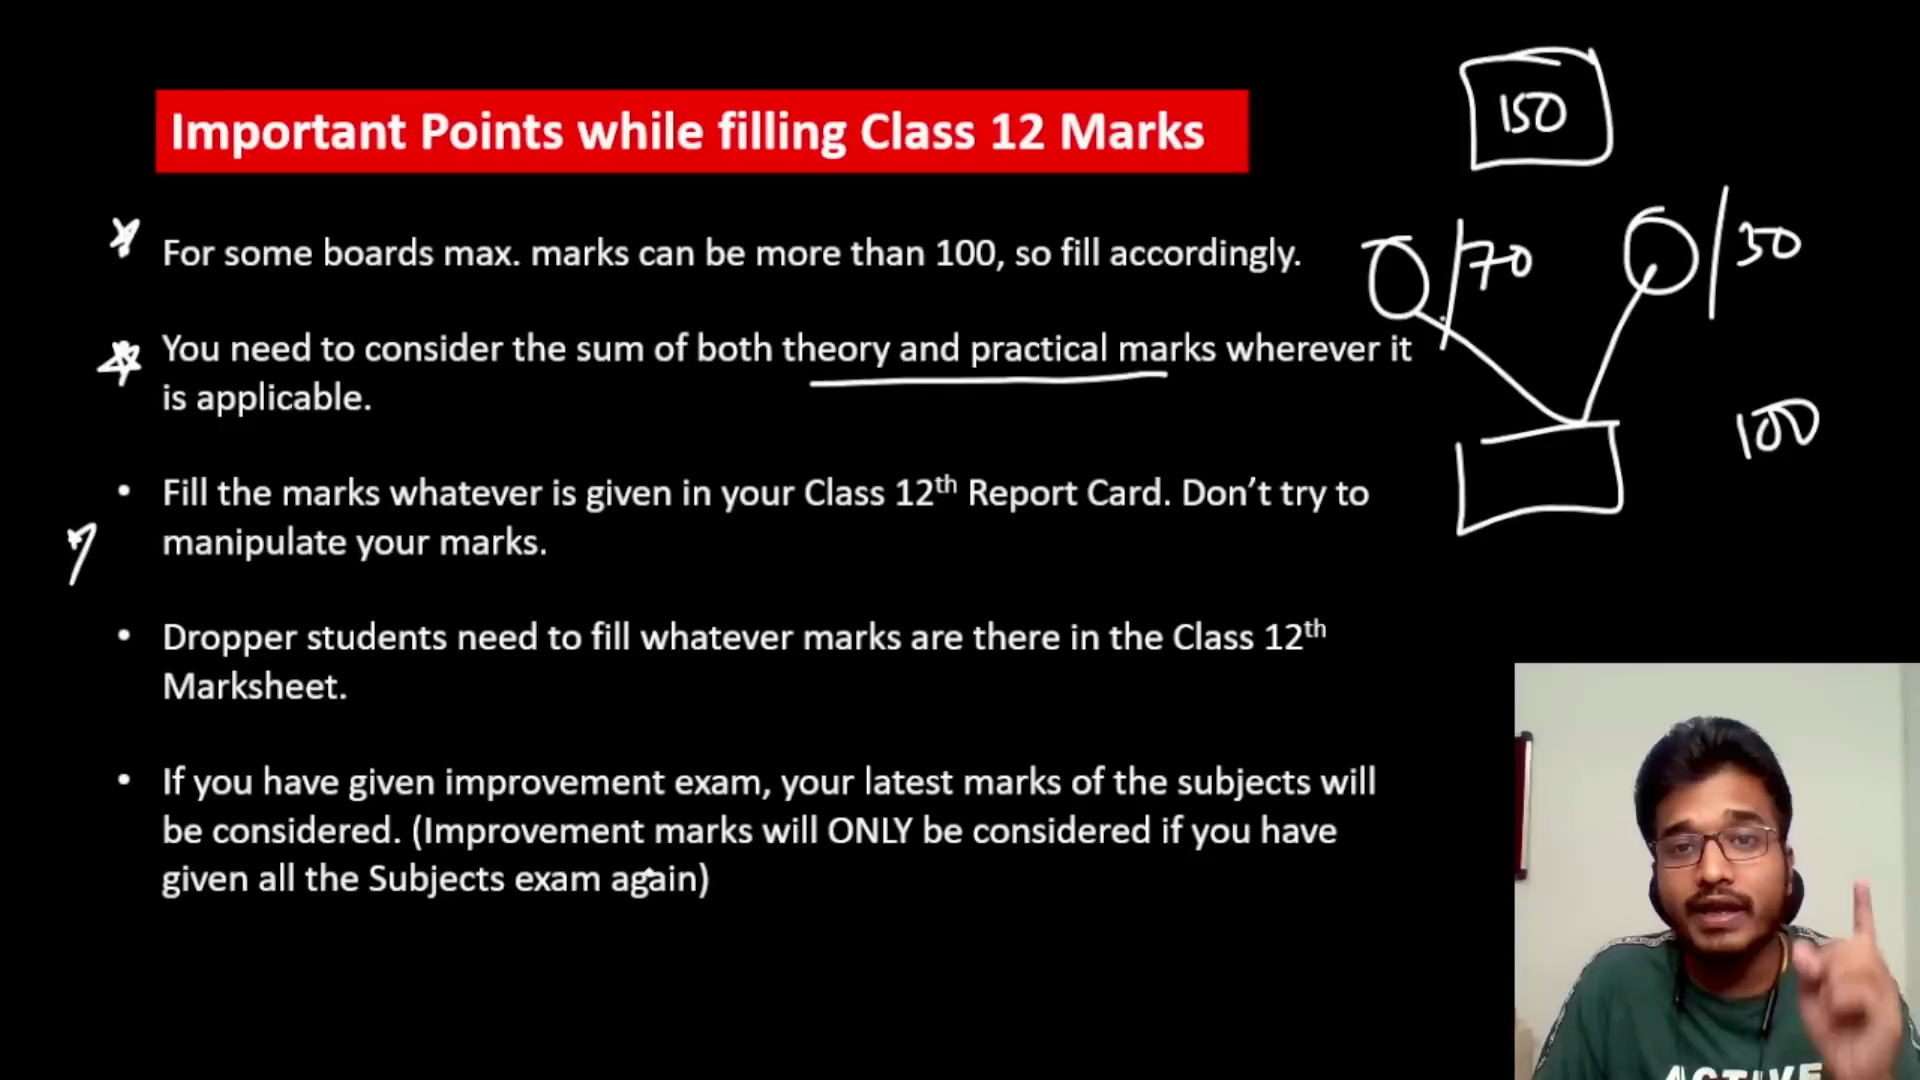 Important Points while filling Class 12 Marks
150
For some boards max. marks can be more than 100, so fill accordingly.
/70
/30
You need to consider the sum of both theory and practical marks wherever it
is applicable.
100
Fill the marks whatever is given in your Class 12th Report Card. Don’t try to
manipulate your marks.
Dropper students need to fill whatever marks are there in the Class 12th
Marksheet.
If you have given improvement exam, your latest marks of the subjects will
be considered. (Improvement marks will ONLY be considered if you have
given all the Subjects exam again)
ACTIVE